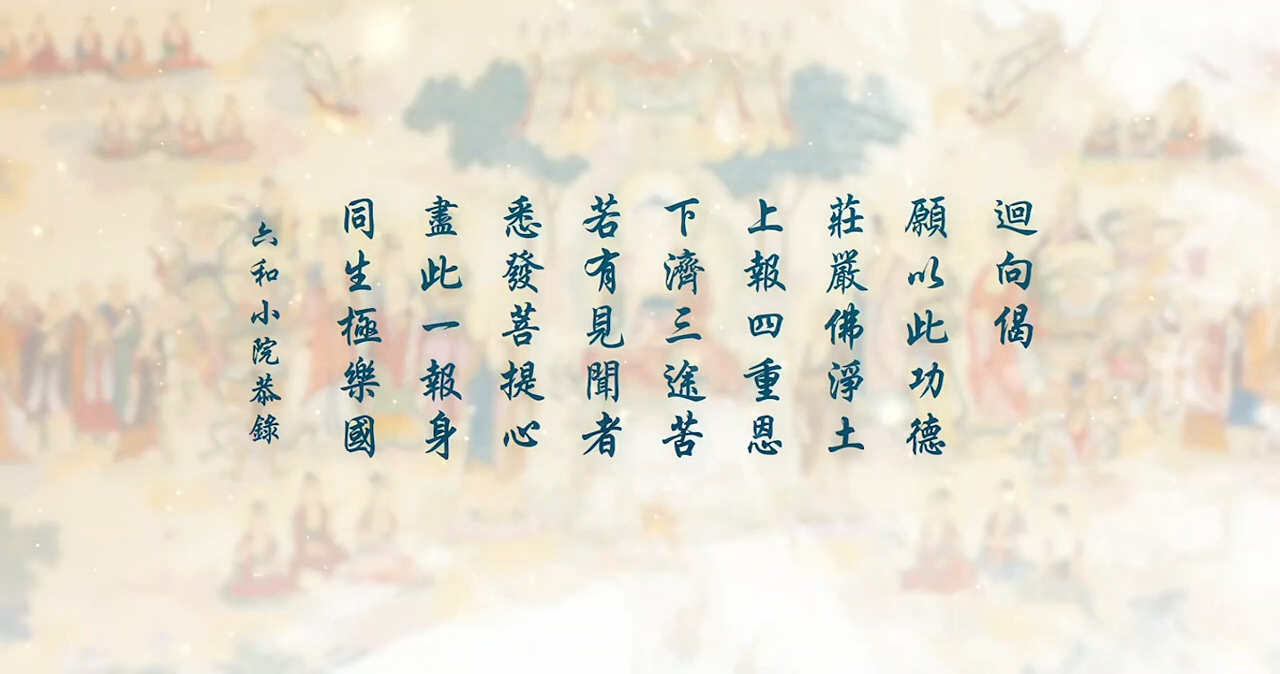 迴向偈
願以此功德
莊嚴佛淨土
上報四重恩
下濟三途苦
若有見聞者
悉發菩提心
盡此一報身
同生極樂國
六和小院恭錄